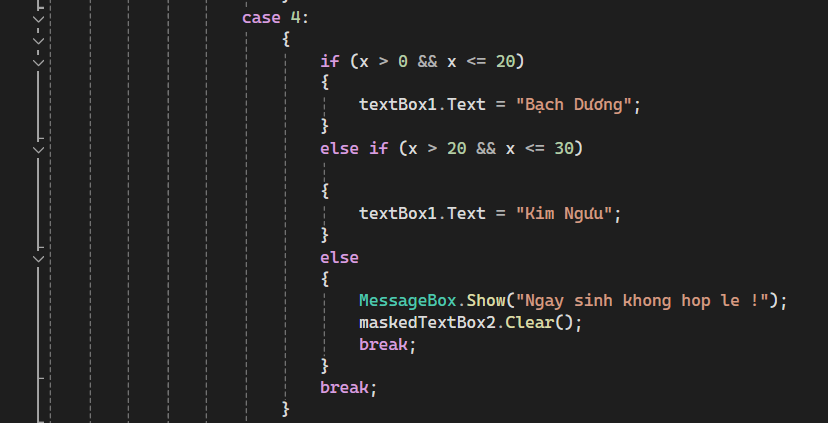 case 4:
{
if (x > 0 && x <= 20)
{
textBox1.Text = "Bạch Dương";
}
else if (x > 20 && x <= 30)
{
textBox1.Text = "Kim Ngưu";
}
else
{
MessageBox.Show("Ngay sinh khong hop le !");
maskedTextBox2.Clear();
break;
}
break;
}